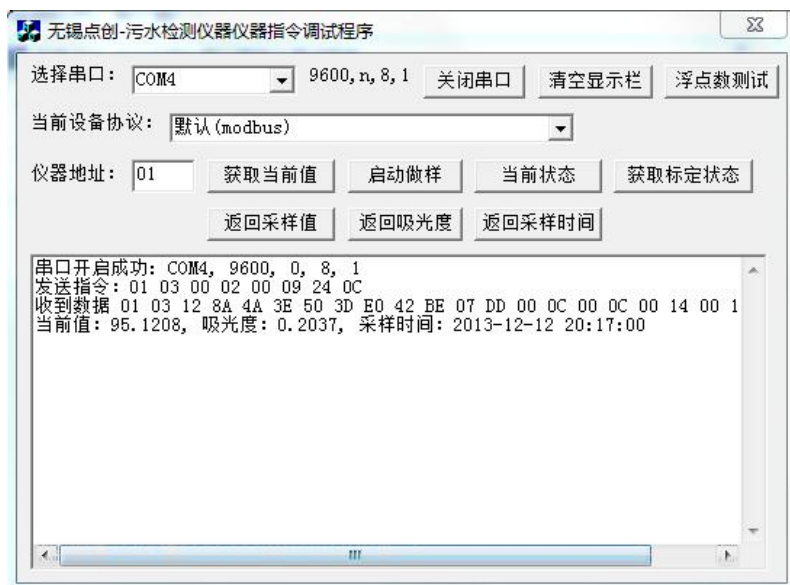 无锡点创-污水检测仪器仪器指令调试程序
选择串口： COM4 9600,n,8,1 关闭串口 清空显示栏 浮点数测试
当前设备协议： 默认(modbus)
仪器地址： 01 获取当前值 启动做样 当前状态 获取标定状态
返回采样值 返回吸光度 返回采样时间
串口开启成功: COM4, 9600, 0, 8, 1
发送指令: 01 03 00 02 00 09 24 0C
收到数据 01 03 12 8A 4A 3E 50 3D E0 42 BE 07 DD 00 0C 00 0C 00 14 00 1
当前值: 95.1208, 吸光度: 0.2037, 采样时间: 2013-12-12 20:17:00